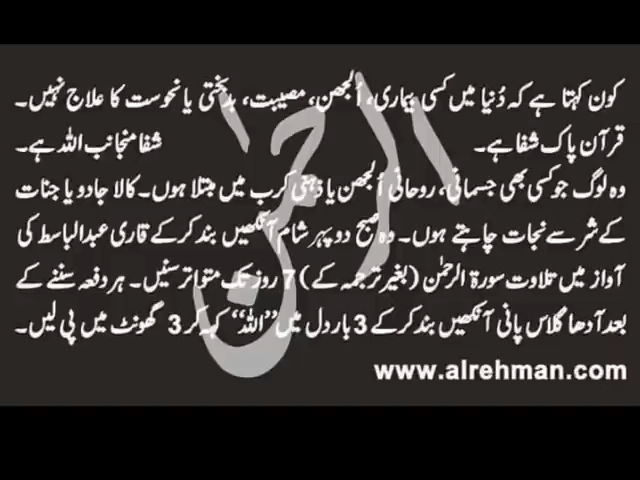 کون کہتا ہے کہ دُنیا میں کسی بیماری، اُلجھن، مصیبت، بدبختی یا نحوست کا علاج نہیں۔
قرآن پاک شفا ہے۔ شفا منجانب اللہ ہے۔
وہ لوگ جو کسی بھی جسمانی، روحانی اُلجھن یا ذہنی کرب میں مبتلا ہوں۔ کالا جادو یا جنات
کے شر سے نجات چاہتے ہوں۔ وہ صبح دوپہر شام آنکھیں بند کر کے قاری عبدالباسط کی
آواز میں تلاوت سورۃ الرحمٰن (بغیر ترجمہ کے) 7 روز تک متواتر سنیں۔ ہر دفعہ سننے کے
بعد آدھا گلاس پانی آنکھیں بند کر کے 3 بار دل میں ”اللہ“ کہہ کر 3 گھونٹ میں پی لیں۔
www.alrehman.com
الرحمٰن